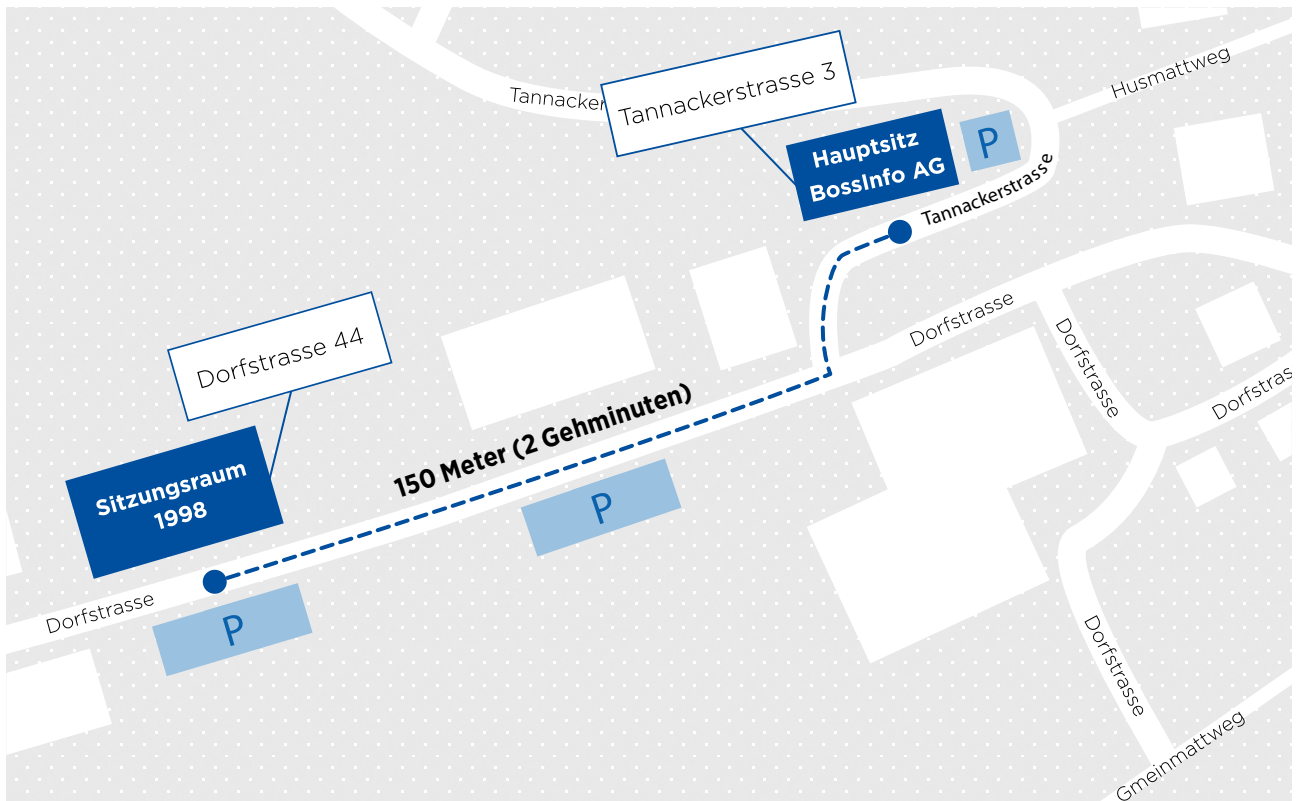 Tannacker
Tannackerstrasse 3
Husmattweg
Hauptsitz
BossInfo AG
P
Tannackerstrasse
Dorfstrasse
Dorfstrasse 44
Dorfstrasse
Dorfstras
150 Meter (2 Gehminuten)
Sitzungsraum
1998
P
Dorfstrasse
P
Dorfstrasse
Gmeinmattweg